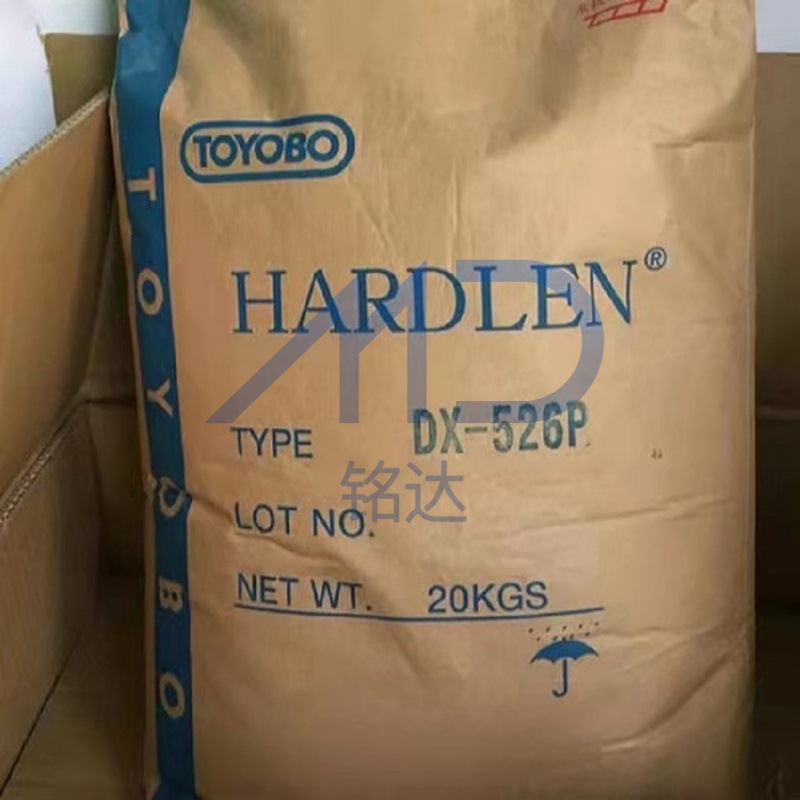 TOYOBO
TOYOBO
HARDLEN®
TYPE DX-526P
铭达
LOT NO.
NET WT. 20KGS